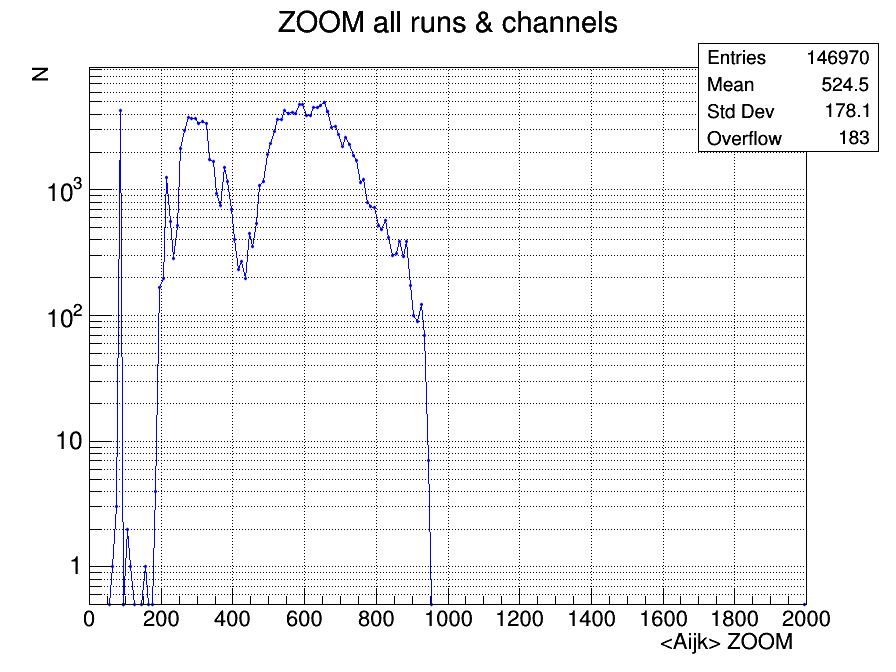 ZOOM all runs & channels
Entries 146970
Mean 524.5
Std Dev 178.1
Overflow 183
N
10³
10²
10
1
0 200 400 600 800 1000 1200 1400 1600 1800 2000
<Aijk> ZOOM